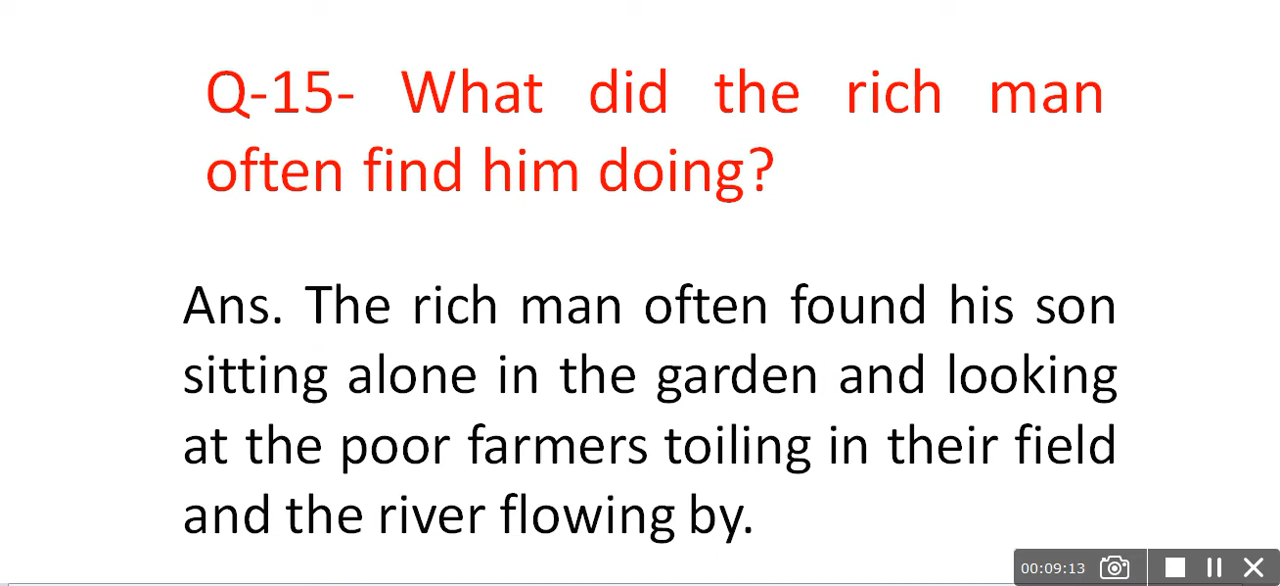 Q-15- What did the rich man
often find him doing?
Ans. The rich man often found his son
sitting alone in the garden and looking
at the poor farmers toiling in their field
and the river flowing by.
00:09:13